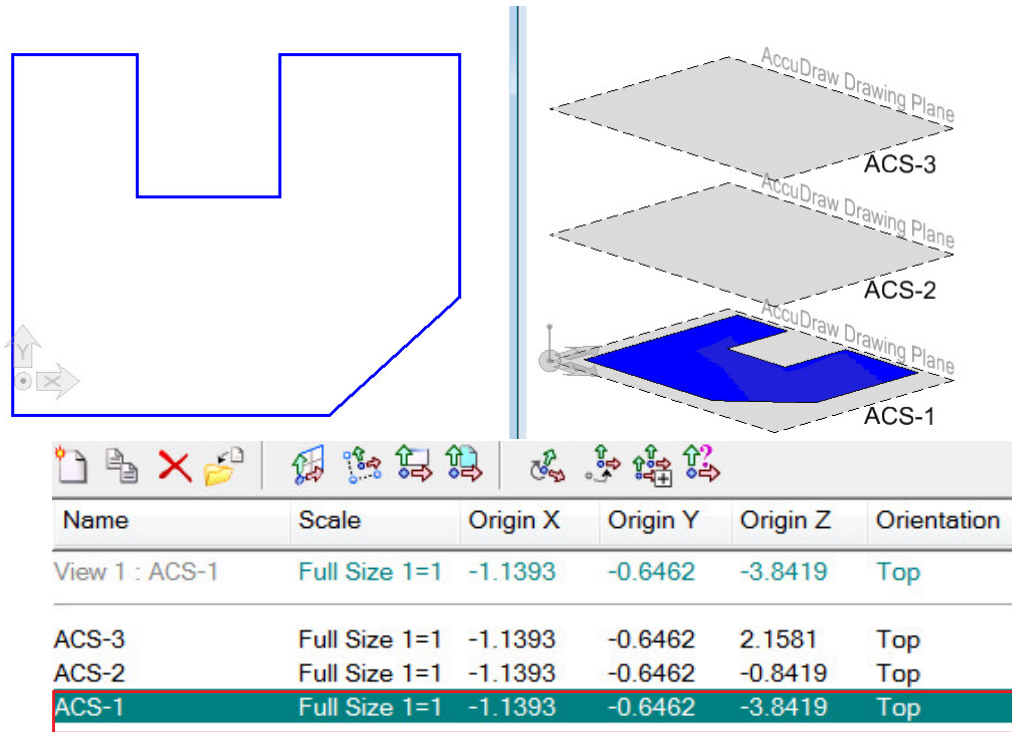 AccuDraw Drawing Plane
ACS-3
AccuDraw Drawing Plane
ACS-2
AccuDraw Drawing Plane
ACS-1
Y
X
Name Scale Origin X Origin Y Origin Z Orientation
View 1 : ACS-1 Full Size 1=1 -1.1393 -0.6462 -3.8419 Top
ACS-3 Full Size 1=1 -1.1393 -0.6462 2.1581 Top
ACS-2 Full Size 1=1 -1.1393 -0.6462 -0.8419 Top
ACS-1 Full Size 1=1 -1.1393 -0.6462 -3.8419 Top